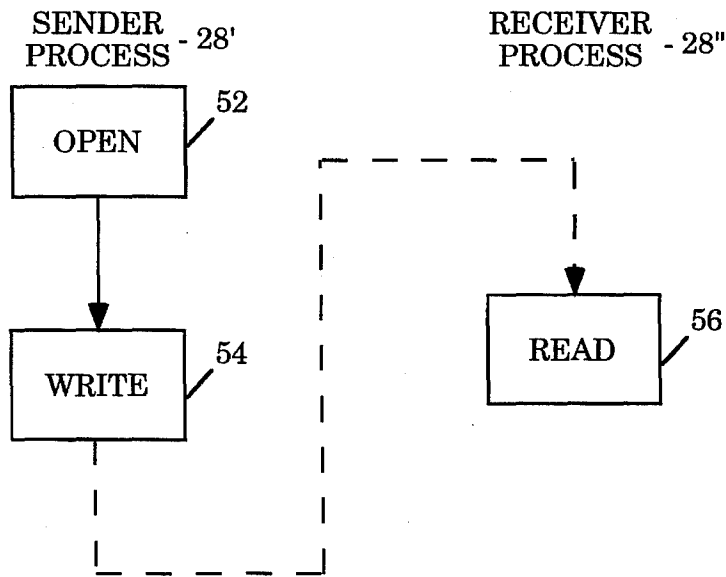 SENDER
PROCESS - 28'
RECEIVER
PROCESS - 28"
52
OPEN
54
WRITE
56
READ